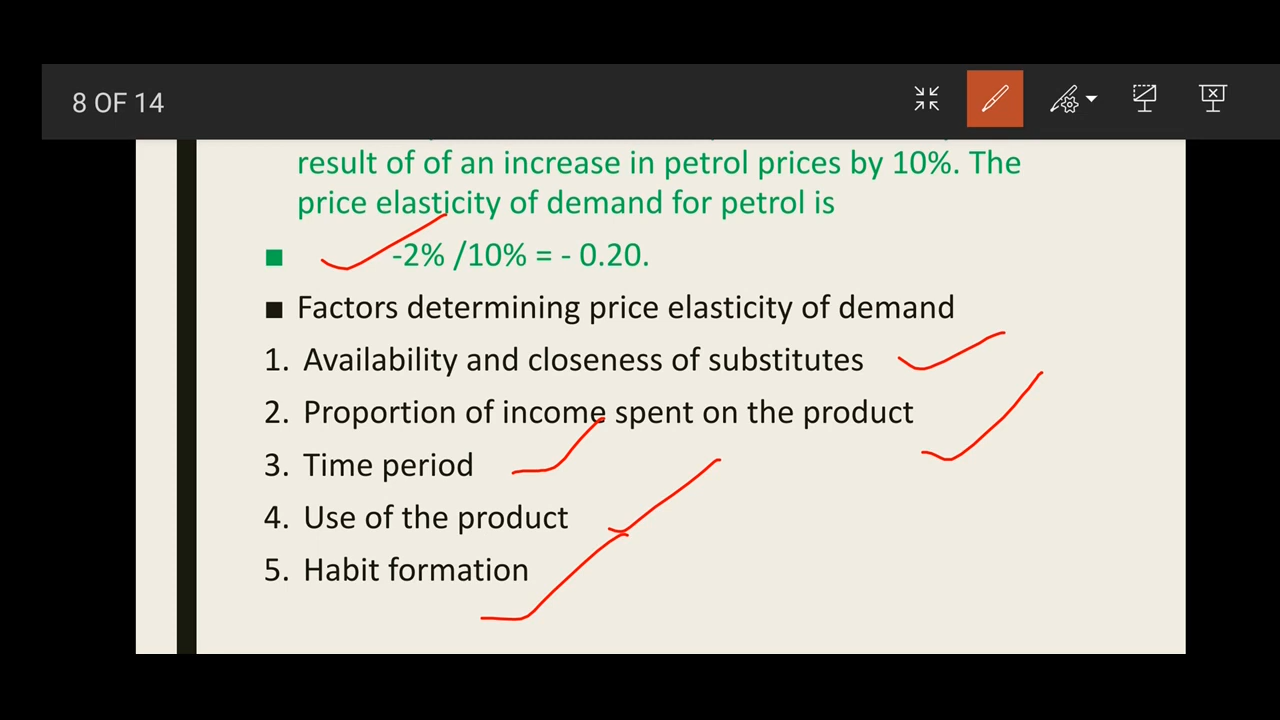 8 OF 14
result of of an increase in petrol prices by 10%. The
price elasticity of demand for petrol is
■ -2% /10% = - 0.20.
■ Factors determining price elasticity of demand
1. Availability and closeness of substitutes
2. Proportion of income spent on the product
3. Time period
4. Use of the product
5. Habit formation